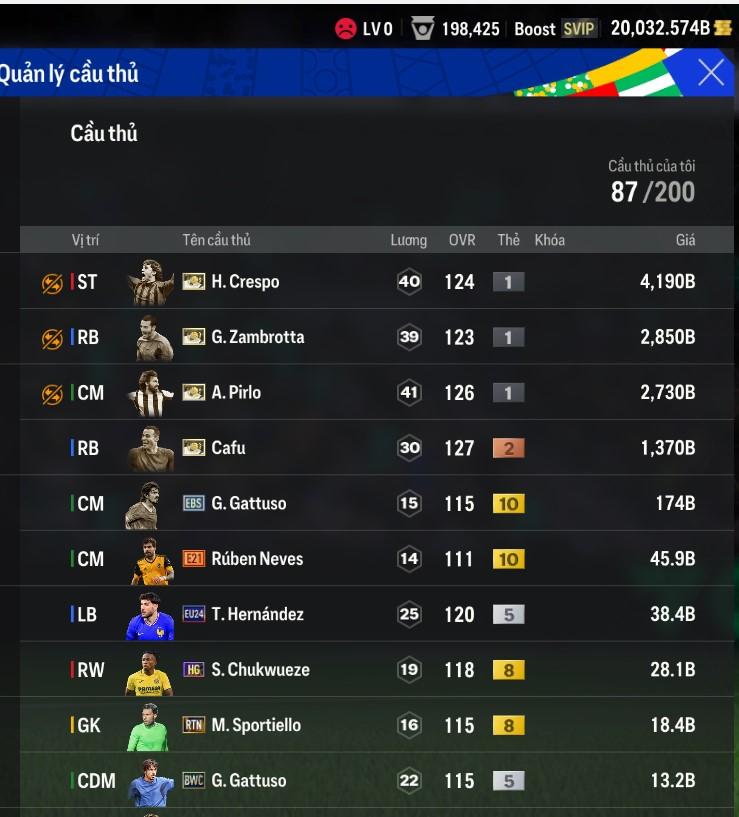 LV 0 198,425 Boost SVIP 20,032.574B
Quản lý cầu thủ
Cầu thủ
Cầu thủ của tôi
87 /200
Vị trí Tên cầu thủ Lương OVR Thẻ Khóa Giá
ST H. Crespo 40 124 1 4,190B
RB G. Zambrotta 39 123 1 2,850B
CM A. Pirlo 41 126 1 2,730B
RB Cafu 30 127 2 1,370B
CM EBS G. Gattuso 15 115 10 174B
CM E21 Rúben Neves 14 111 10 45.9B
LB EU24 T. Hernández 25 120 5 38.4B
RW HG S. Chukwueze 19 118 8 28.1B
GK RTN M. Sportiello 16 115 8 18.4B
CDM BWC G. Gattuso 22 115 5 13.2B